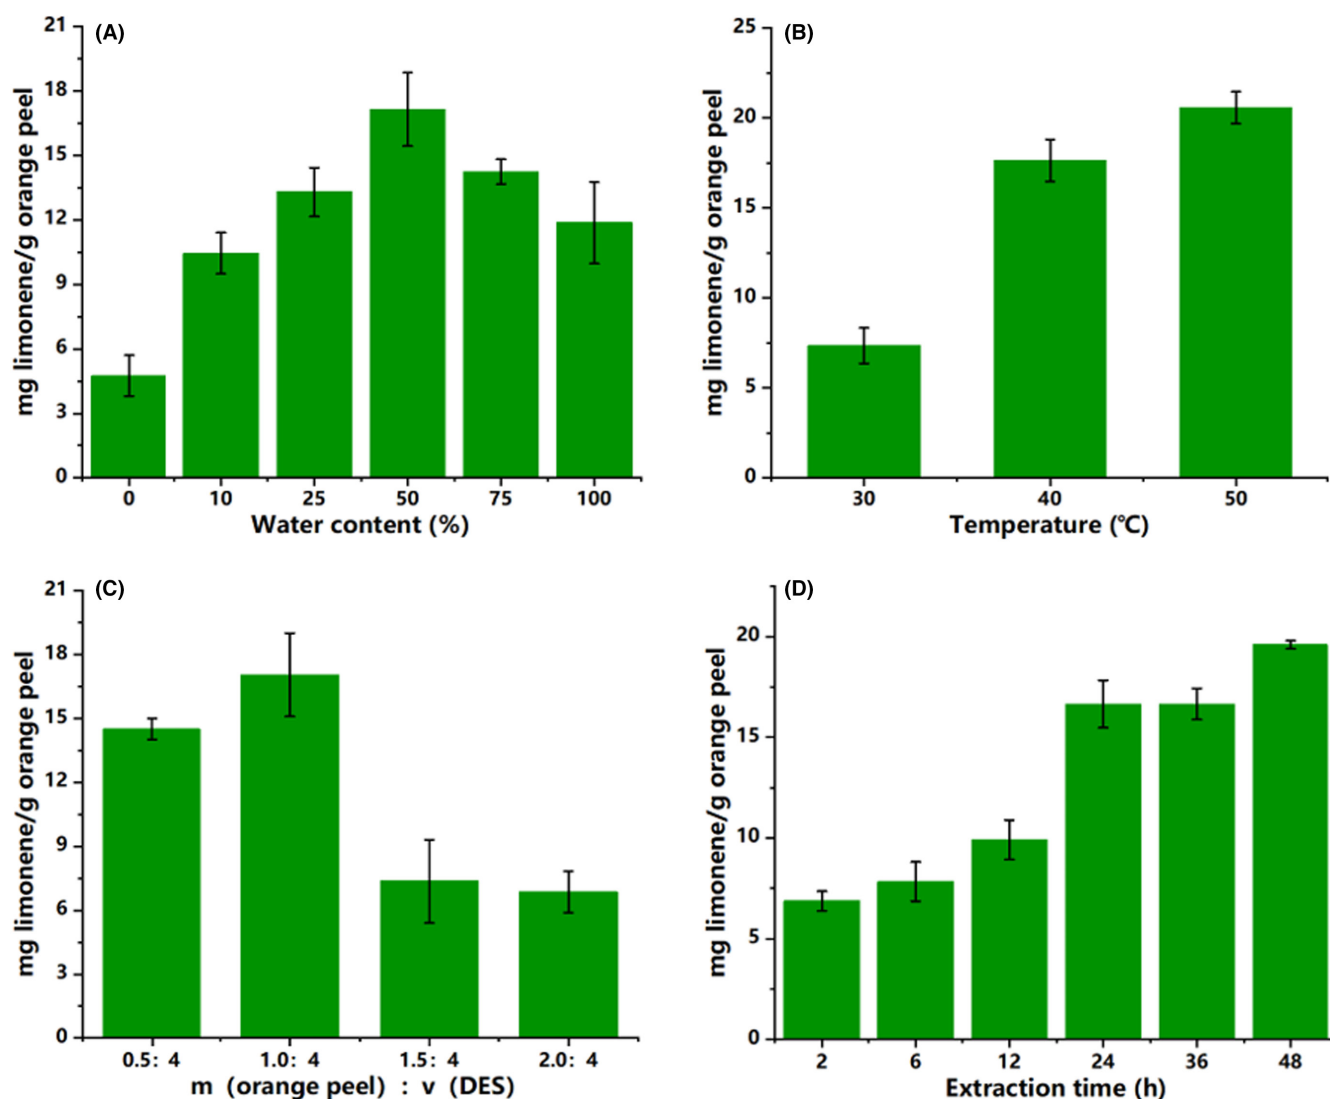 (A)
21
18
15
12
9
6
3
0
mg limonene/g orange peel
0 10 25 50 75 100
Water content (%)
(B)
25
20
15
10
5
0
mg limonene/g orange peel
30 40 50
Temperature (℃)
(C)
21
18
15
12
9
6
3
0
mg limonene/g orange peel
0.5: 4 1.0: 4 1.5: 4 2.0: 4
m (orange peel) : v (DES)
(D)
20
15
10
5
0
mg limonene/g orange peel
2 6 12 24 36 48
Extraction time (h)